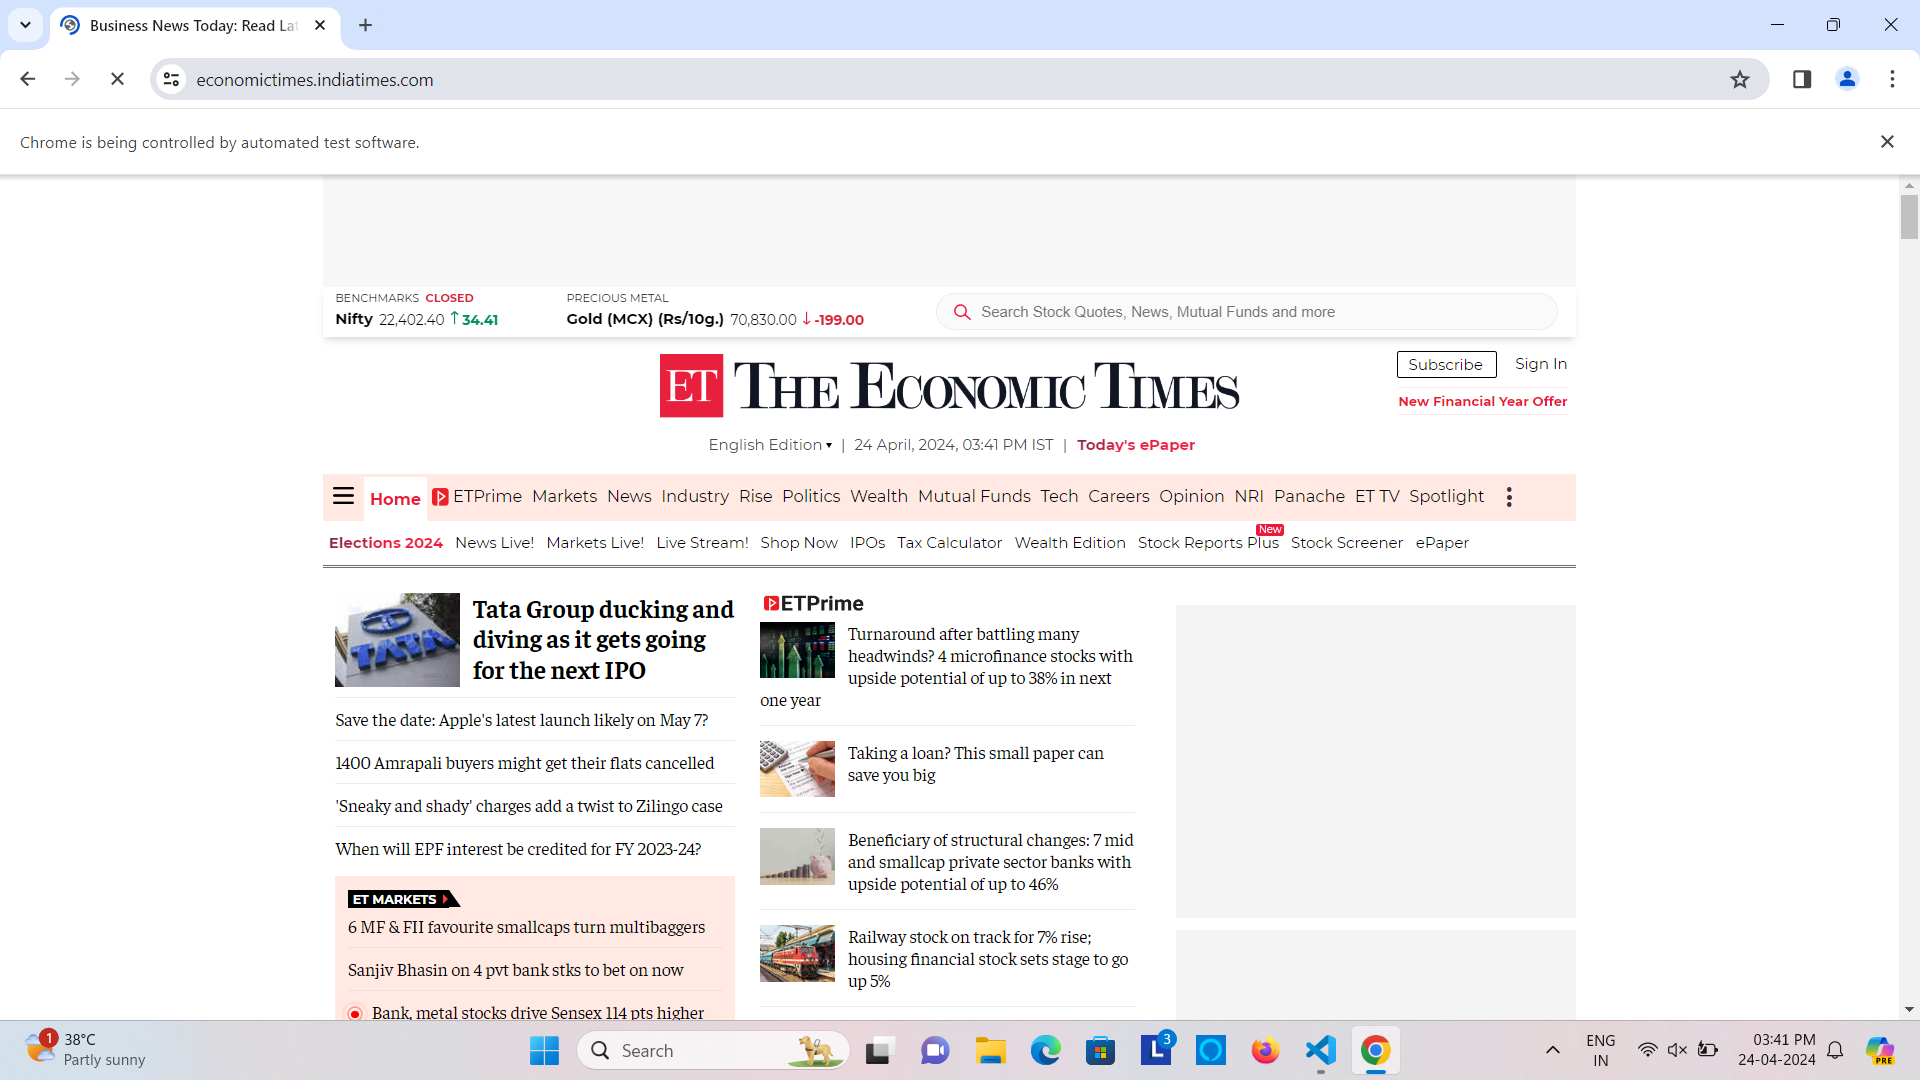 Business News Today: Read Lat
economictimes.indiatimes.com
Chrome is being controlled by automated test software.
BENCHMARKS CLOSED
Nifty 22,402.40 ↑ 34.41
PRECIOUS METAL
Gold (MCX) (Rs/10g.) 70,830.00 ↓ -199.00
Search Stock Quotes, News, Mutual Funds and more
ET THE ECONOMIC TIMES
Subscribe Sign In
New Financial Year Offer
English Edition ▾ | 24 April, 2024, 03:41 PM IST | Today's ePaper
Home ETPrime Markets News Industry Rise Politics Wealth Mutual Funds Tech Careers Opinion NRI Panache ET TV Spotlight
New
Elections 2024 News Live! Markets Live! Live Stream! Shop Now IPOs Tax Calculator Wealth Edition Stock Reports Plus Stock Screener ePaper
TATA
Tata Group ducking and
diving as it gets going
for the next IPO
Save the date: Apple's latest launch likely on May 7?
1400 Amrapali buyers might get their flats cancelled
'Sneaky and shady' charges add a twist to Zilingo case
When will EPF interest be credited for FY 2023-24?
ET MARKETS
6 MF & FII favourite smallcaps turn multibaggers
Sanjiv Bhasin on 4 pvt bank stks to bet on now
Bank, metal stocks drive Sensex 114 pts higher
ETPrime
Turnaround after battling many
headwinds? 4 microfinance stocks with
upside potential of up to 38% in next
one year
Taking a loan? This small paper can
save you big
Beneficiary of structural changes: 7 mid
and smallcap private sector banks with
upside potential of up to 46%
Railway stock on track for 7% rise;
housing financial stock sets stage to go
up 5%
1
38°C
Partly sunny
Search
L
3
ENG
IN
03:41 PM
24-04-2024
PRE